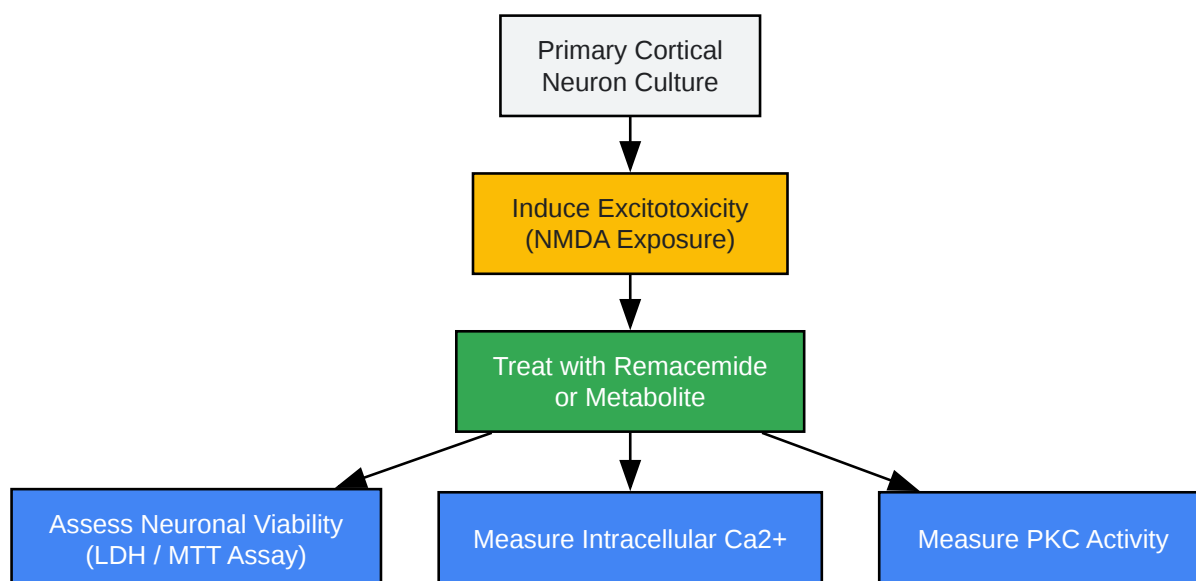 Primary Cortical
Neuron Culture
Induce Excitotoxicity
(NMDA Exposure)
Treat with Remacemide
or Metabolite
Assess Neuronal Viability
(LDH / MTT Assay)
Measure Intracellular Ca2+
Measure PKC Activity